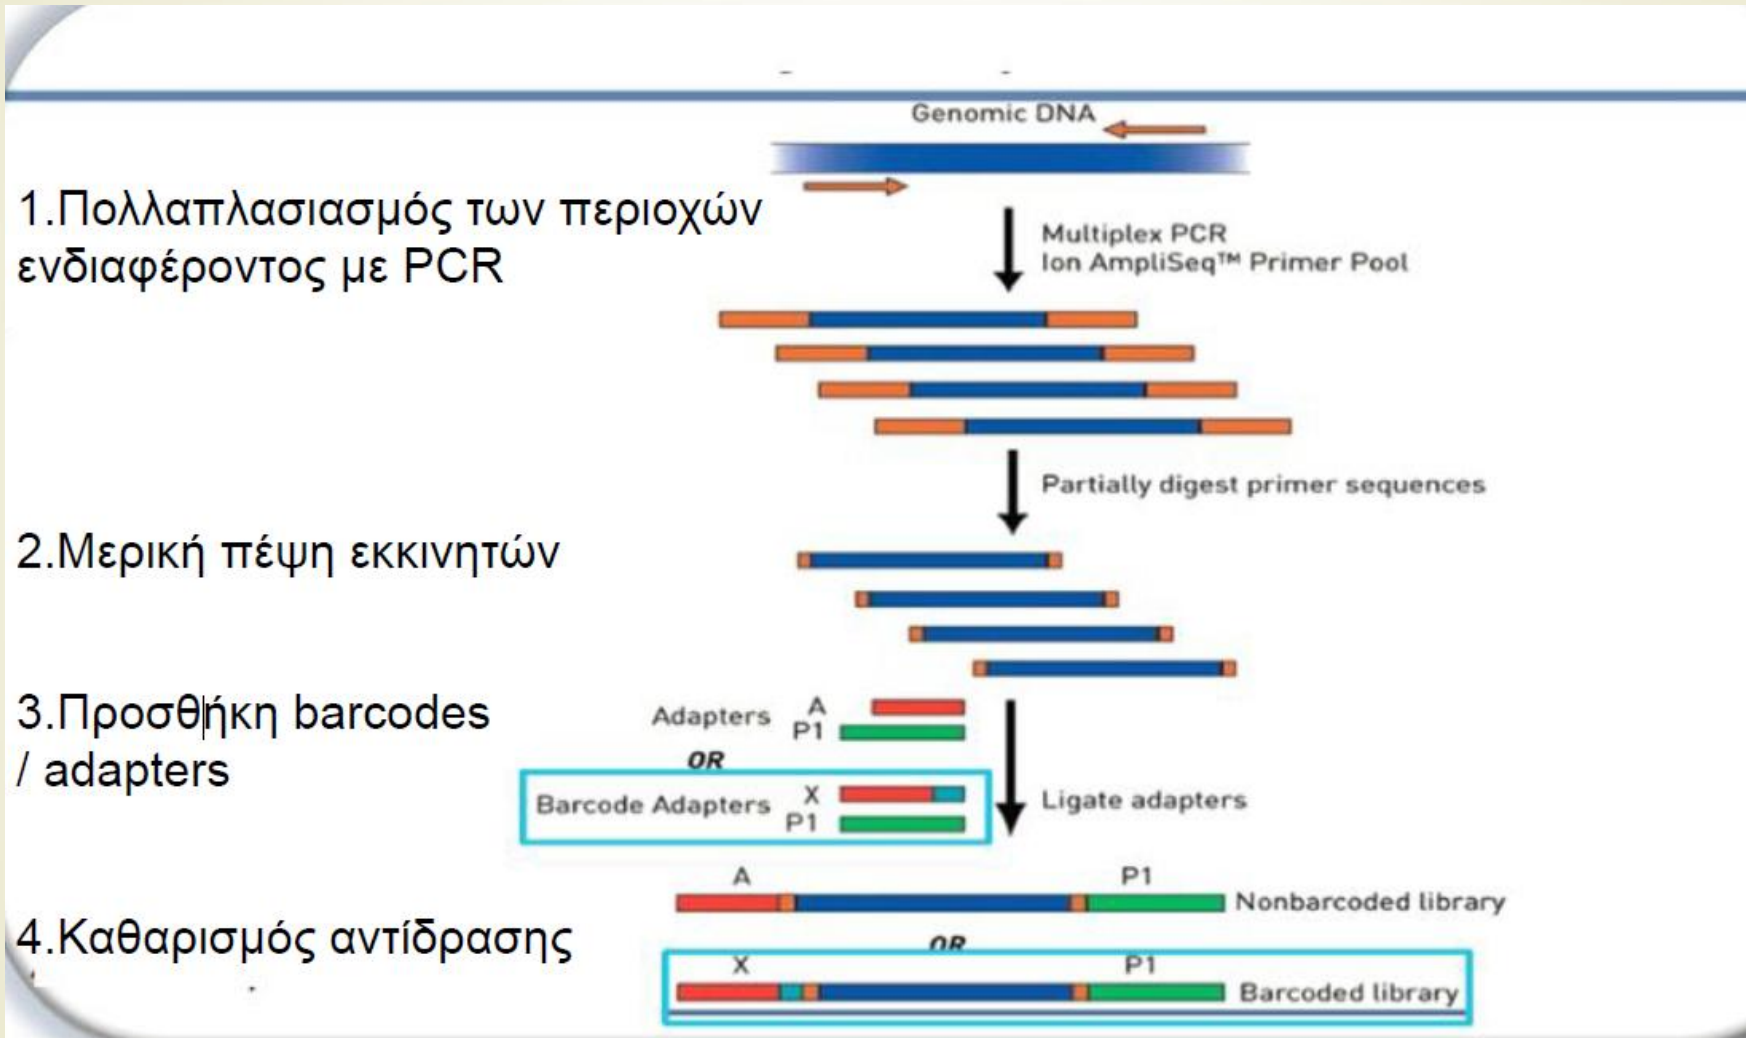 Genomic DNA
1.Πολλαπλασιασμός των περιοχών
ενδιαφέροντος με PCR
Multiplex PCR
Ion AmpliSeq™ Primer Pool
Partially digest primer sequences
2.Μερική πέψη εκκινητών
3.Προσθήκη barcodes
/ adapters
Adapters A
P1
OR
Barcode Adapters X
P1
Ligate adapters
A P1
Nonbarcoded library
4.Καθαρισμός αντίδρασης
OR
X P1
Barcoded library